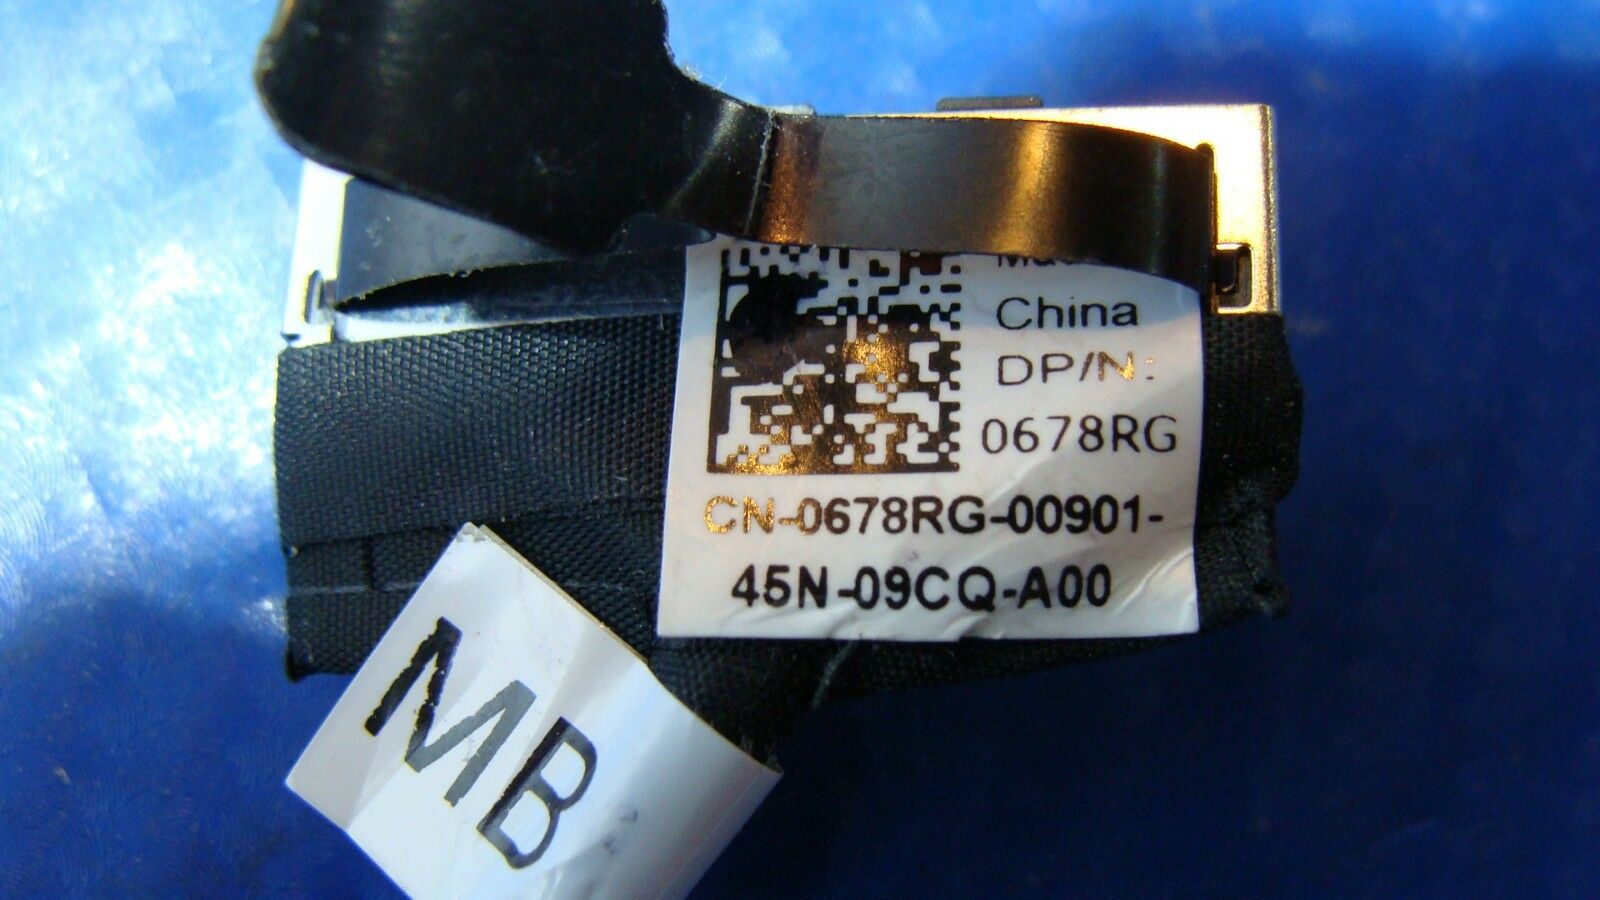 China
DP/N:
0678RG
CN-0678RG-00901-
45N-09CQ-A00
MB